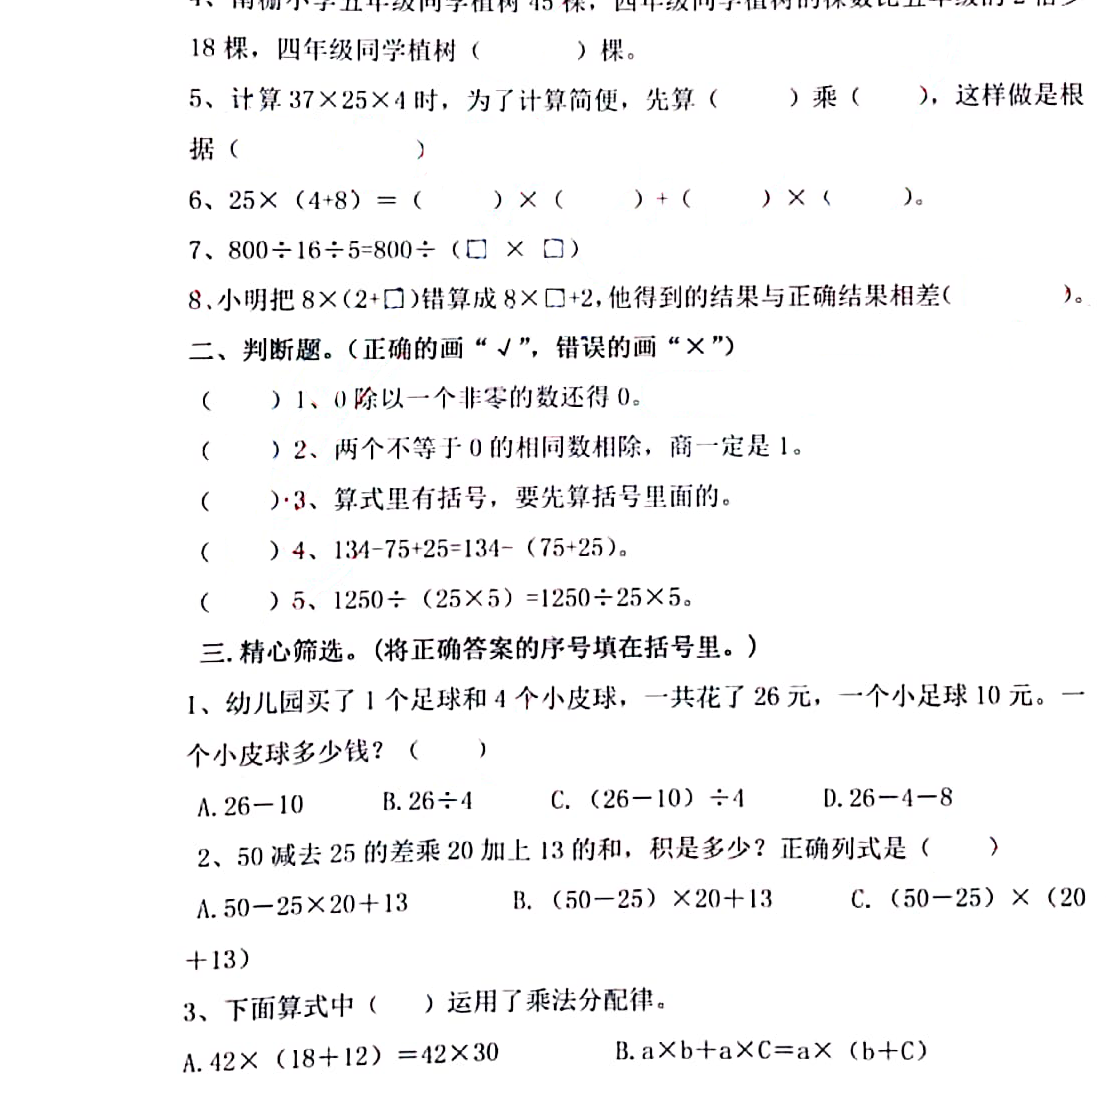 18 棵，四年级同学植树（ ）棵。
5、计算 37×25×4 时，为了计算简便，先算（ ）乘（ ），这样做是根
据（ ）
6、25×（4+8）＝（ ）×（ ）+（ ）×（ ）。
7、800÷16÷5=800÷（□ × □）
8.小明把 8×(2+□)错算成 8×□+2,他得到的结果与正确结果相差( )。
二、判断题。（正确的画“√”，错误的画“×”）
（ ）1、0 除以一个非零的数还得 0。
（ ）2、两个不等于 0 的相同数相除，商一定是 1。
（ ）3、算式里有括号，要先算括号里面的。
（ ）4、134-75+25=134-（75+25）。
（ ）5、1250÷（25×5）=1250÷25×5。
三.精心筛选。(将正确答案的序号填在括号里。)
1、幼儿园买了 1 个足球和 4 个小皮球，一共花了 26 元，一个小足球 10 元。一
个小皮球多少钱？（ ）
A.26－10 B.26÷4 C.（26－10）÷4 D.26－4－8
2、50 减去 25 的差乘 20 加上 13 的和，积是多少？正确列式是（ ）
A.50－25×20＋13 B.（50－25）×20＋13 C.（50－25）×（20
＋13）
3、下面算式中（ ）运用了乘法分配律。
A.42×（18＋12）＝42×30 B.a×b＋a×C＝a×（b＋C）